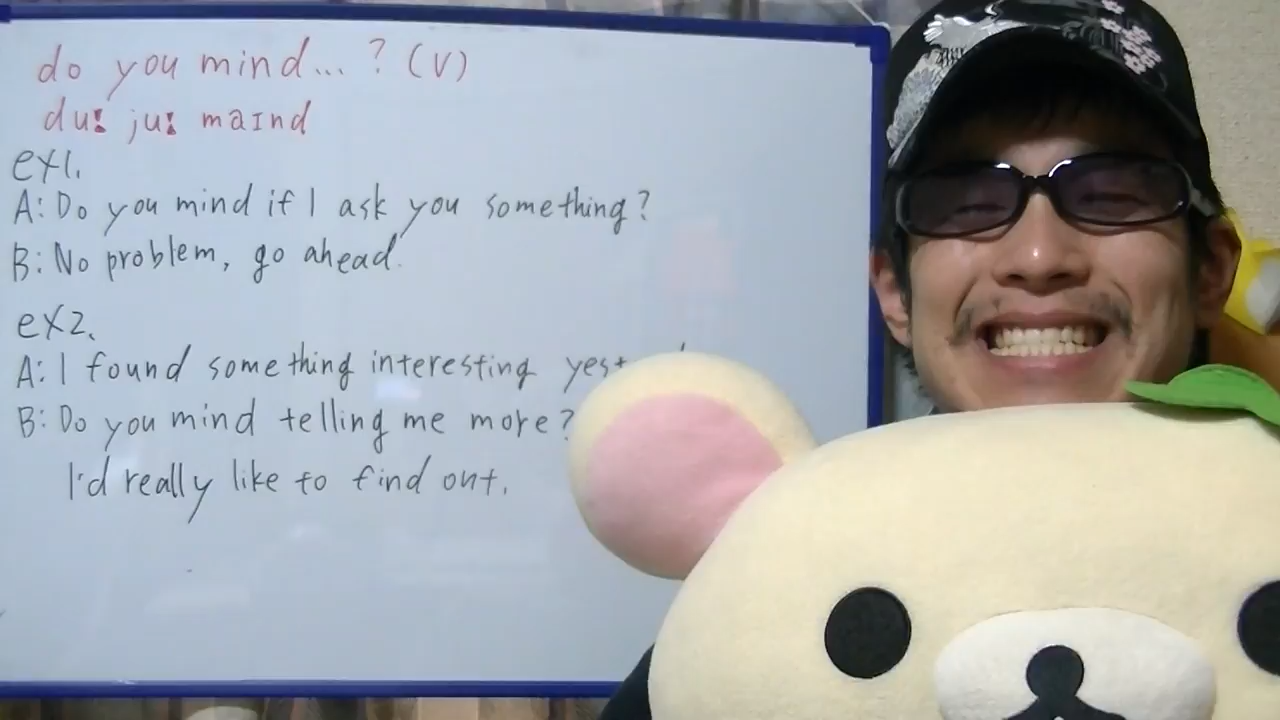 do you mind...? (v)
du: ju: maɪnd
ex1.
A: Do you mind if I ask you something?
B: No problem, go ahead.
ex2.
A: I found something interesting
B: Do you mind telling me more?
I'd really like to find out.